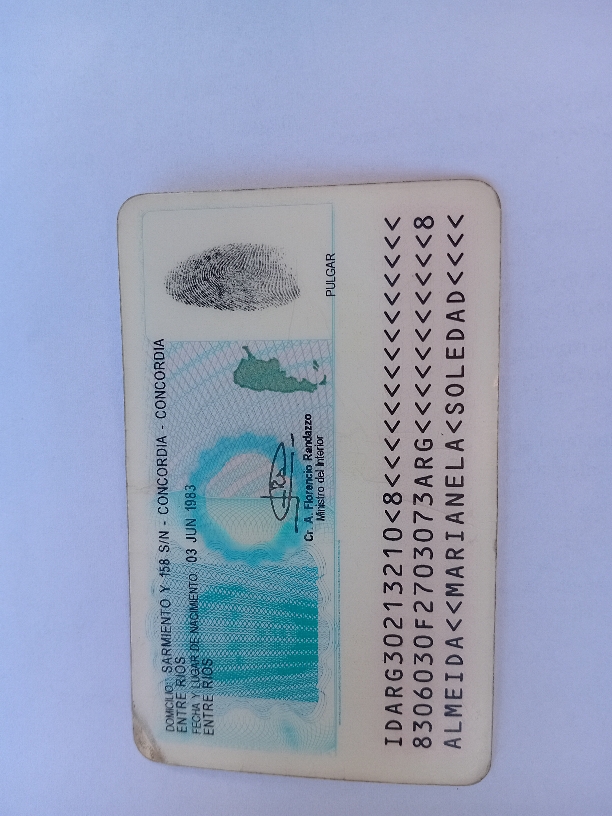 DOMICILIO: SARMIENTO Y 158 S/N - CONCORDIA - CONCORDIA
ENTRE RIOS
FECHA Y LUGAR DE NACIMIENTO: 03 JUN 1983
ENTRE RIOS
Cr. A. Florencio Randazzo
Ministro del Interior
PULGAR
IDARG30213210<8<<<<<<<<<<<<<<<
8306030F2703073ARG<<<<<<<<<<<8
ALMEIDA<<MARIANELA<SOLEDAD<<<<